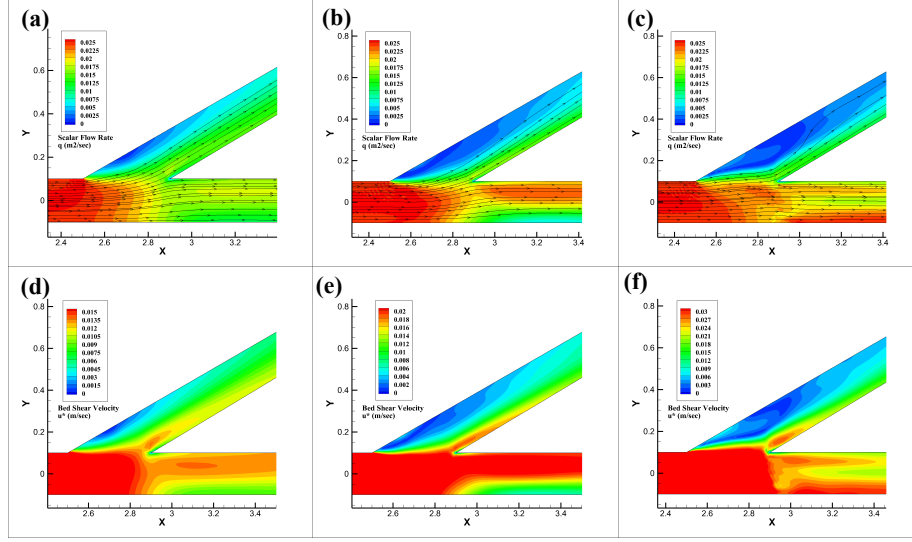 (a)
0.025
0.0225
0.02
0.0175
0.015
0.0125
0.01
0.0075
0.005
0.0025
0
Scalar Flow Rate
q (m2/sec)
Y
0.6
0.4
0.2
0
2.4 2.6 2.8 3 3.2
X
(b)
0.025
0.0225
0.02
0.0175
0.015
0.0125
0.01
0.0075
0.005
0.0025
0
Scalar Flow Rate
q (m2/sec)
Y
0.8
0.6
0.4
0.2
0
2.4 2.6 2.8 3 3.2 3.4
X
(c)
0.025
0.0225
0.02
0.0175
0.015
0.0125
0.01
0.0075
0.005
0.0025
0
Scalar Flow Rate
q (m2/sec)
Y
0.8
0.6
0.4
0.2
0
2.4 2.6 2.8 3 3.2 3.4
X
(d)
0.015
0.0135
0.012
0.0105
0.009
0.0075
0.006
0.0045
0.003
0.0015
0
Bed Shear Velocity
u* (m/sec)
Y
0.8
0.6
0.4
0.2
0
2.6 2.8 3 3.2 3.4
X
(e)
0.02
0.018
0.016
0.014
0.012
0.01
0.008
0.006
0.004
0.002
0
Bed Shear Velocity
u* (m/sec)
Y
0.8
0.6
0.4
0.2
0
2.6 2.8 3 3.2 3.4
X
(f)
0.03
0.027
0.024
0.021
0.018
0.015
0.012
0.009
0.006
0.003
0
Bed Shear Velocity
u* (m/sec)
Y
0.8
0.6
0.4
0.2
0
2.4 2.6 2.8 3 3.2 3.4
X